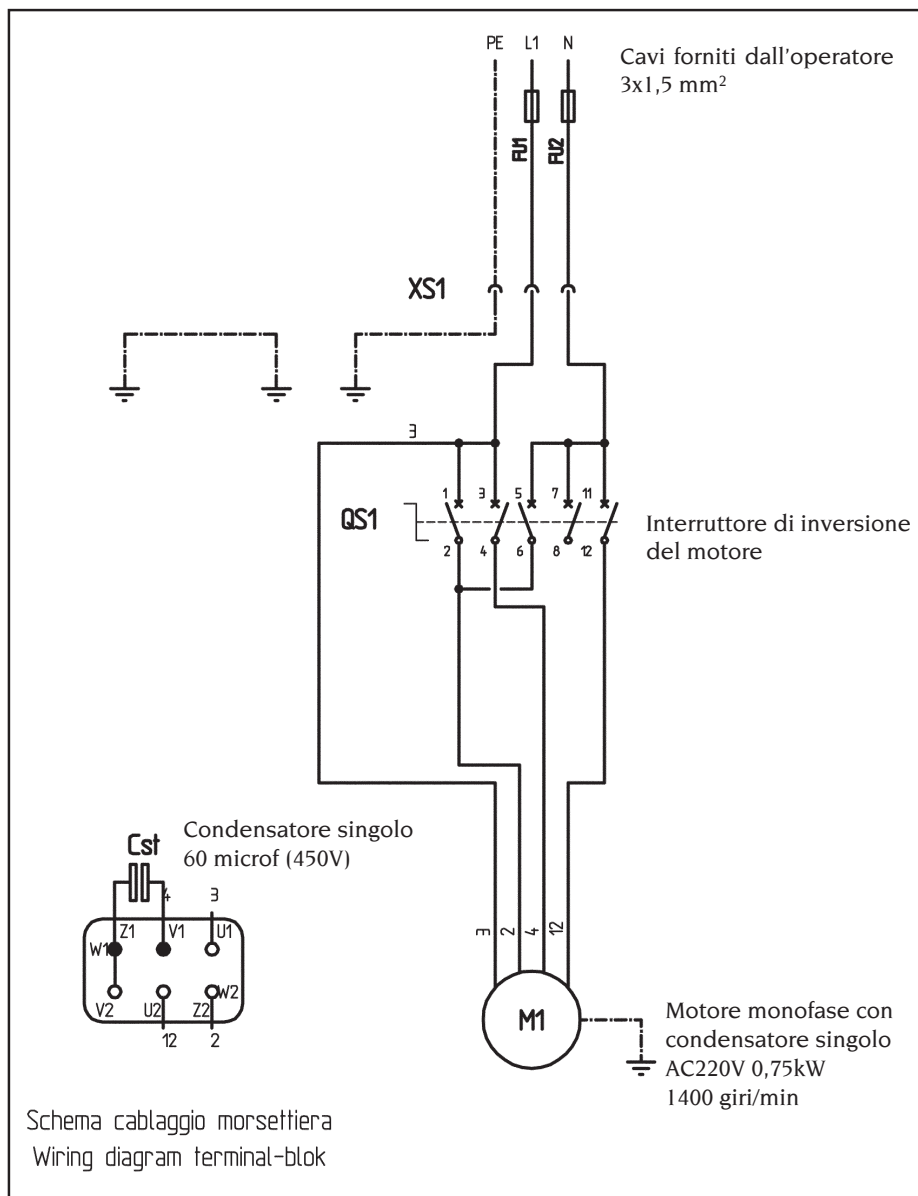 PE L1 N
Cavi forniti dall'operatore
3x1,5 mm²
FU1 FU2
XS1
3
1 3 5 7 11
QS1
2 4 6 8 12
Interruttore di inversione
del motore
Condensatore singolo
60 microf (450V)
Cst
4 3
Z1 V1 U1
W1
W2
V2 U2 Z2
12 2
3 2 4 12
M1
Motore monofase con
condensatore singolo
AC220V 0,75kW
1400 giri/min
Schema cablaggio morsettiera
Wiring diagram terminal-blok